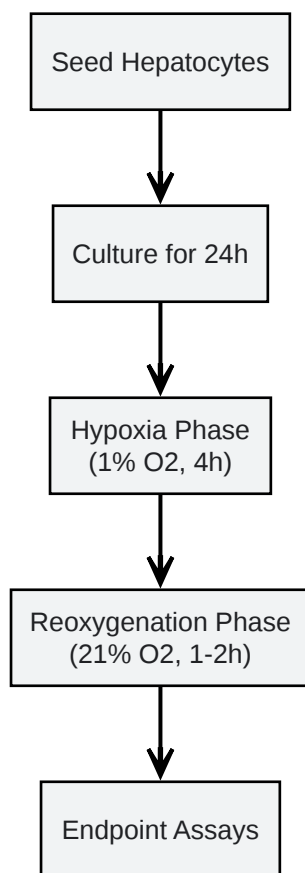 Seed Hepatocytes
Culture for 24h
Hypoxia Phase
(1% O2, 4h)
Reoxygenation Phase
(21% O2, 1-2h)
Endpoint Assays